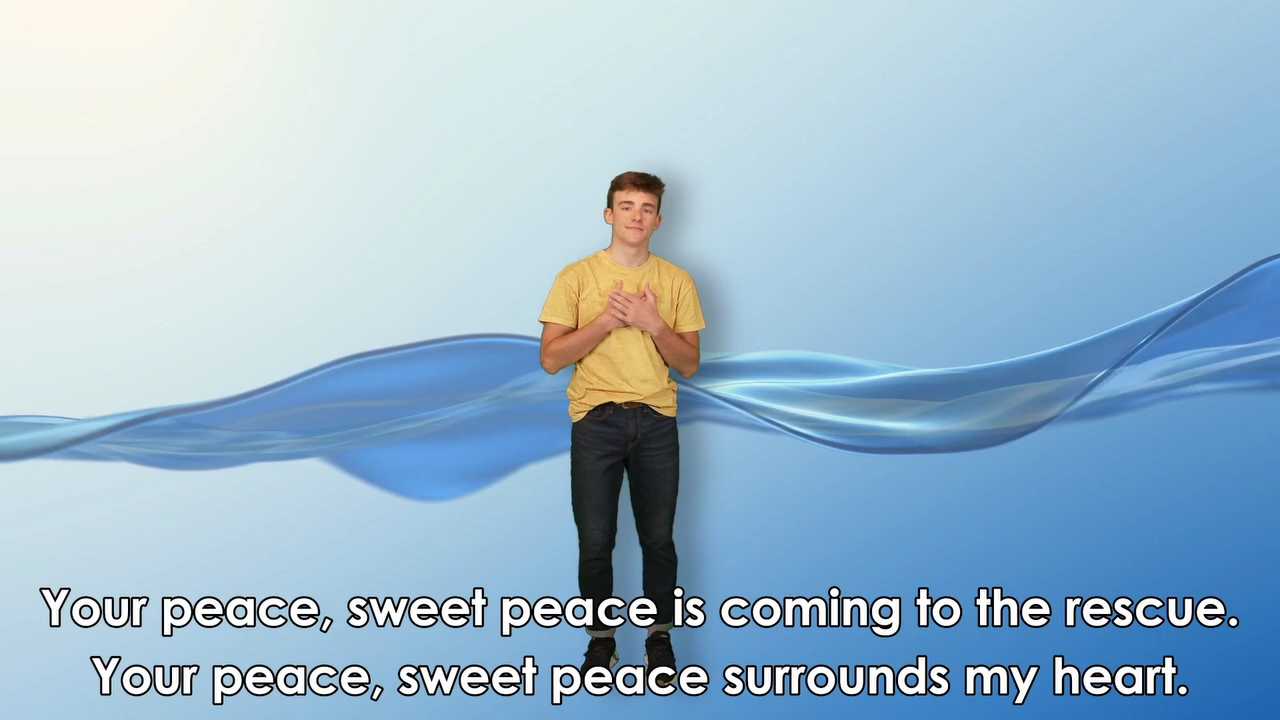 Your peace, sweet peace is coming to the rescue.
Your peace, sweet peace surrounds my heart.